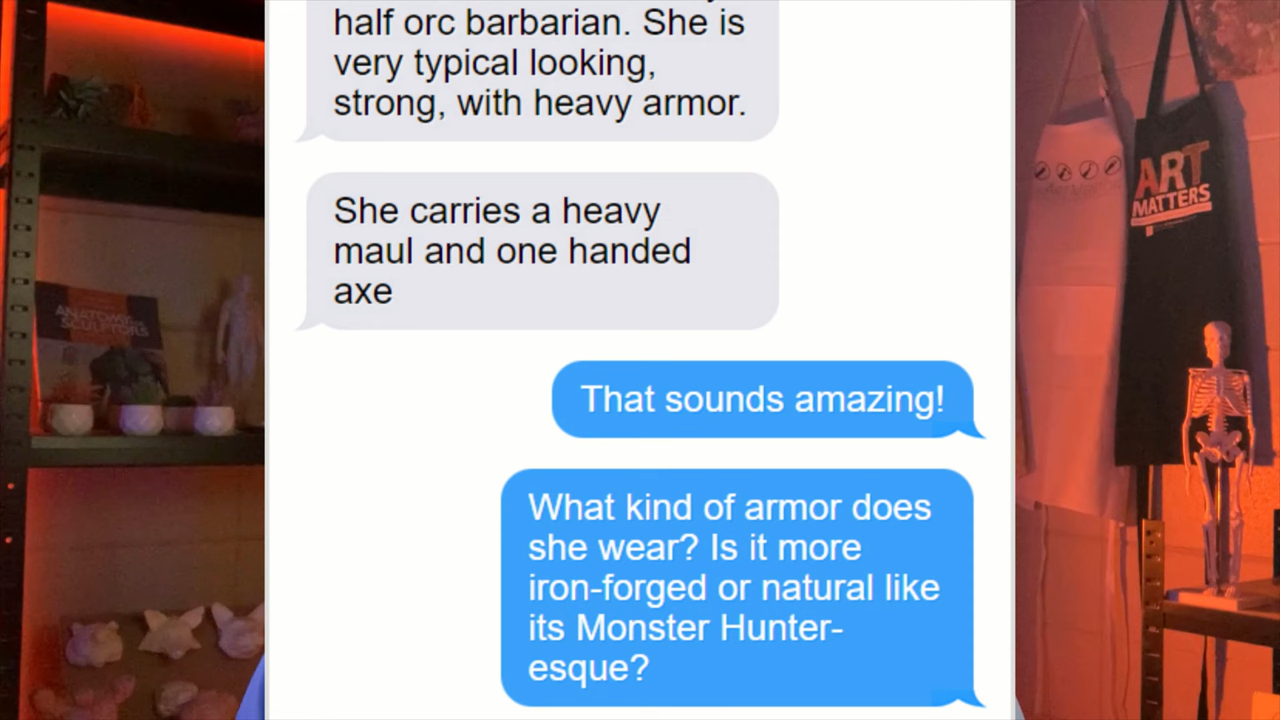 half orc barbarian. She is
very typical looking,
strong, with heavy armor.
She carries a heavy
maul and one handed
axe
That sounds amazing!
What kind of armor does
she wear? Is it more
iron-forged or natural like
its Monster Hunter-
esque?
ANATOMY
SCULPTORS
ART
MATTERS